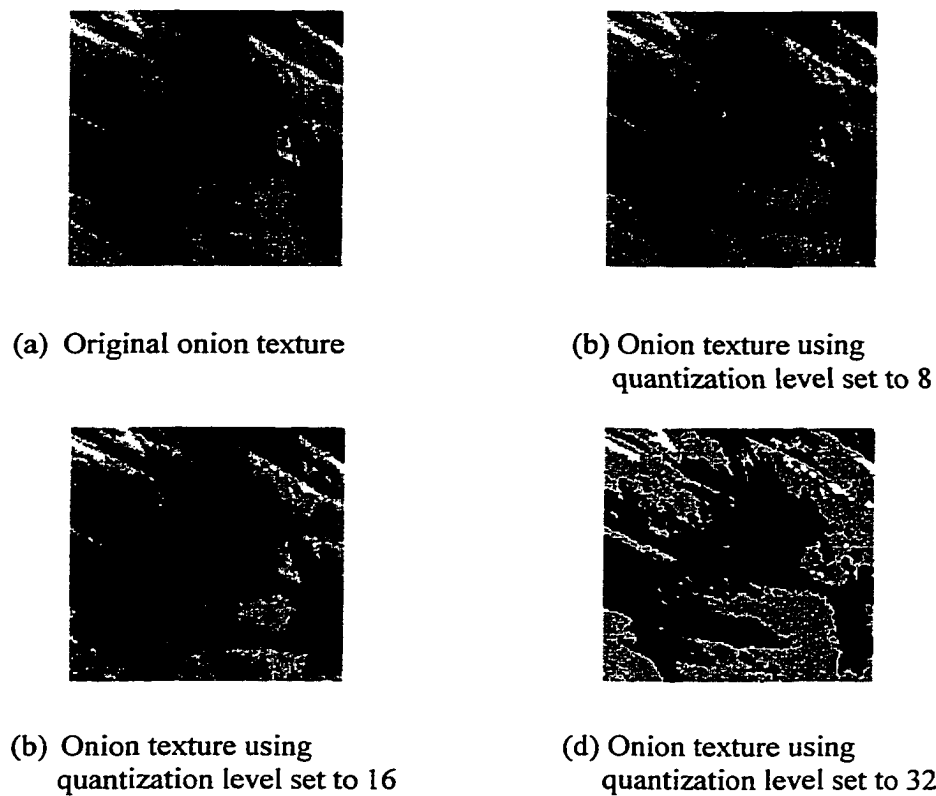 (a) Original onion texture
(b) Onion texture using
quantization level set to 8
(b) Onion texture using
quantization level set to 16
(d) Onion texture using
quantization level set to 32